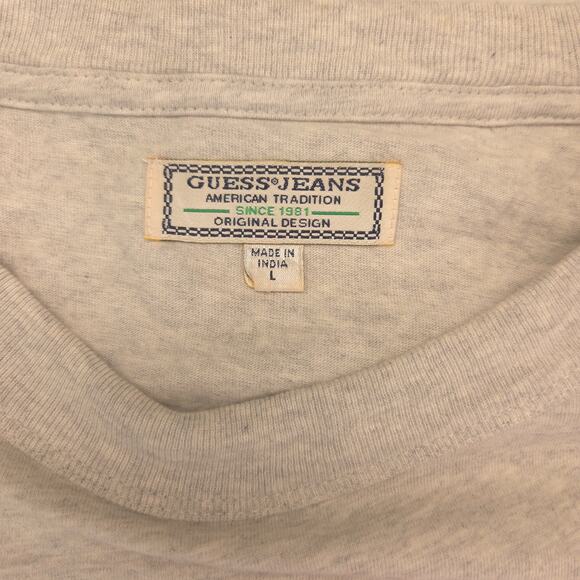 GUESS® JEANS
AMERICAN TRADITION
SINCE 1981
ORIGINAL DESIGN
MADE IN
INDIA
L